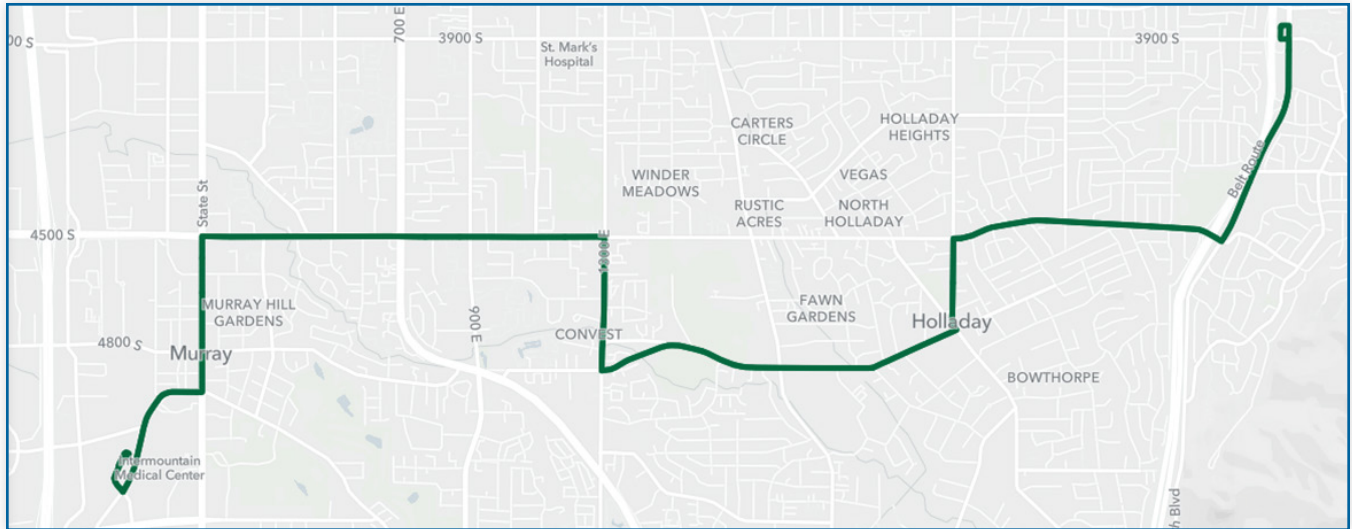 00 S
700 E
3900 S
St. Mark's
Hospital
3900 S
CARTERS
CIRCLE
HOLLADAY
HEIGHTS
Belt Route
WINDER
MEADOWS
VEGAS
State St
RUSTIC
ACRES
NORTH
HOLLADAY
4500 S
1300 E
MURRAY HILL
GARDENS
FAWN
GARDENS
900 E
CONVEST
Holladay
4800 S
Murray
BOWTHORPE
Intermountain
Medical Center
h Blvd